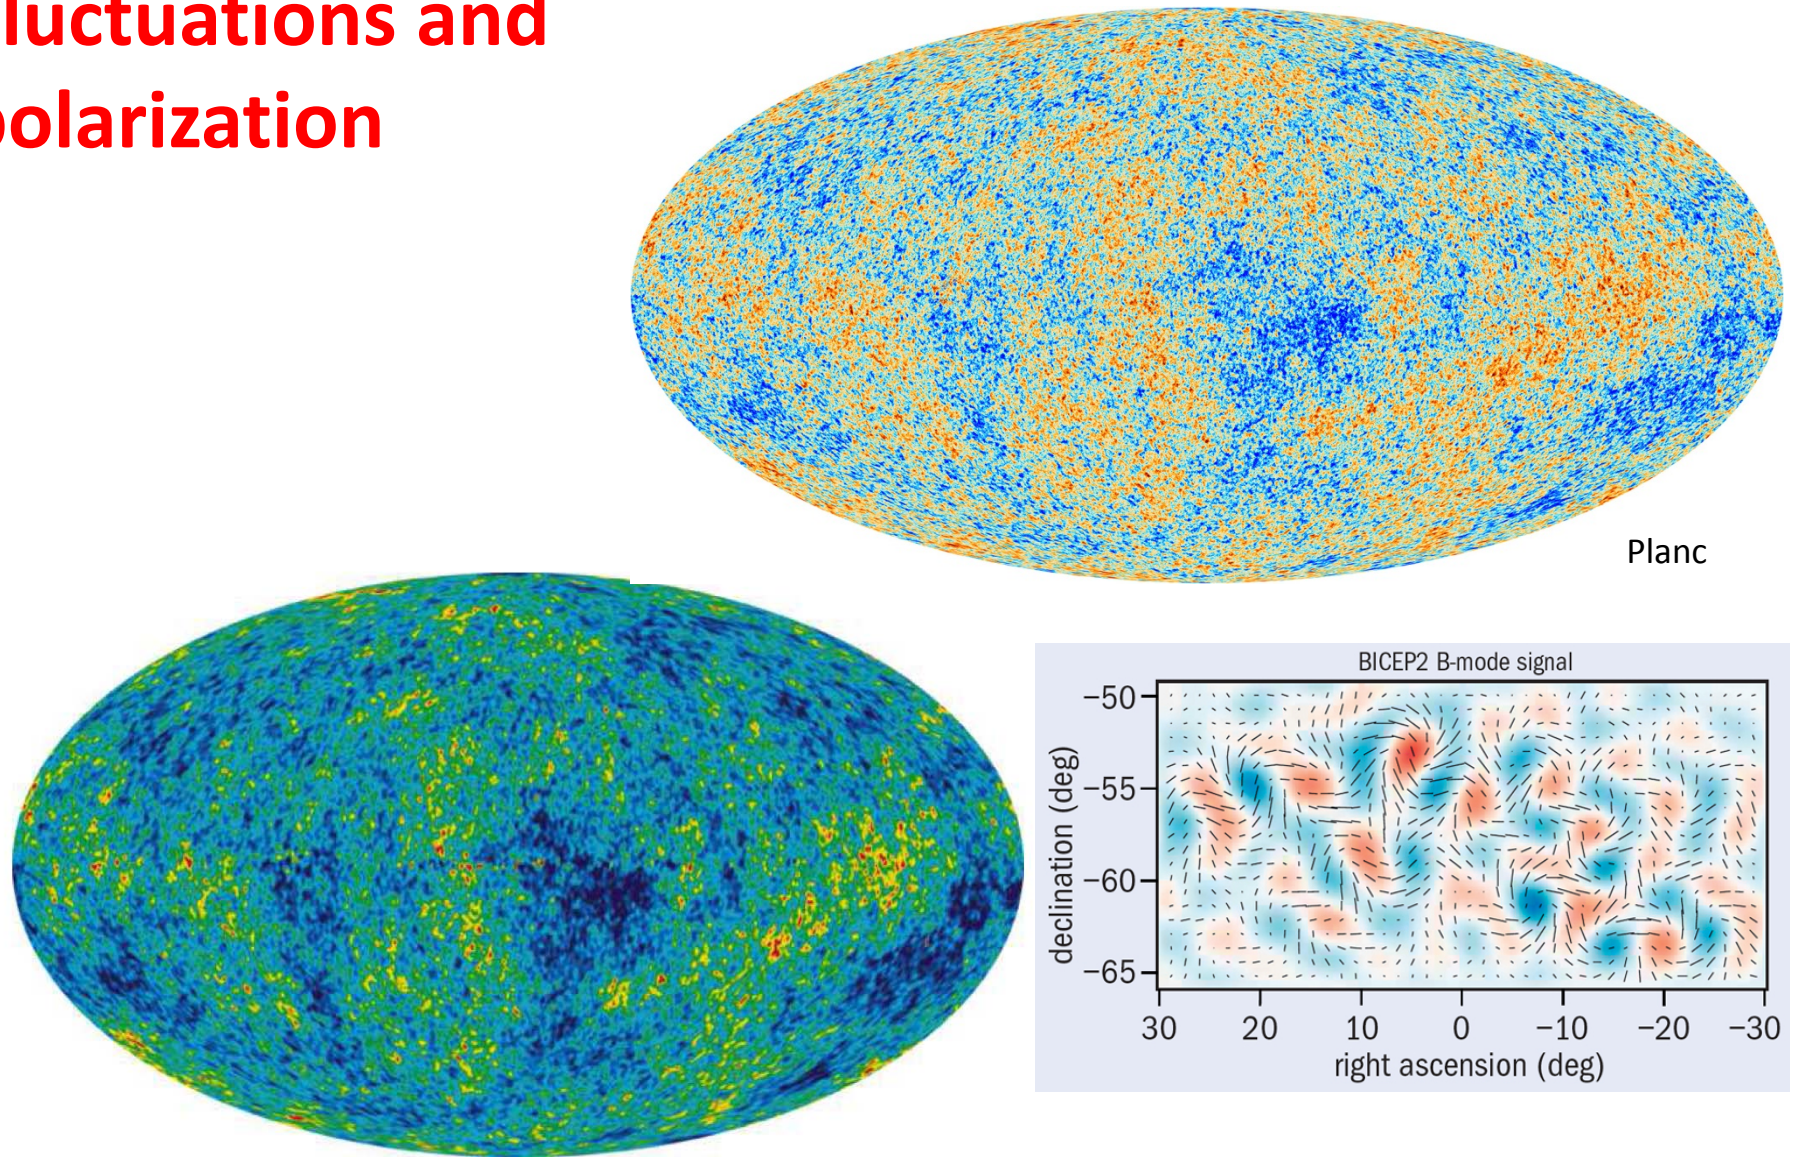 luctuations and
polarization
Planc
BICEP2 B-mode signal
−50
−55
−60
−65
declination (deg)
30 20 10 0 −10 −20 −30
right ascension (deg)